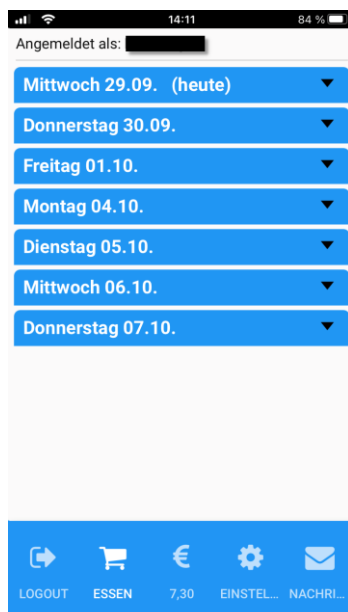 14:11
84 %
Angemeldet als:
Mittwoch 29.09. (heute)
Donnerstag 30.09.
Freitag 01.10.
Montag 04.10.
Dienstag 05.10.
Mittwoch 06.10.
Donnerstag 07.10.
€
LOGOUT ESSEN 7,30 EINSTEL... NACHRI...